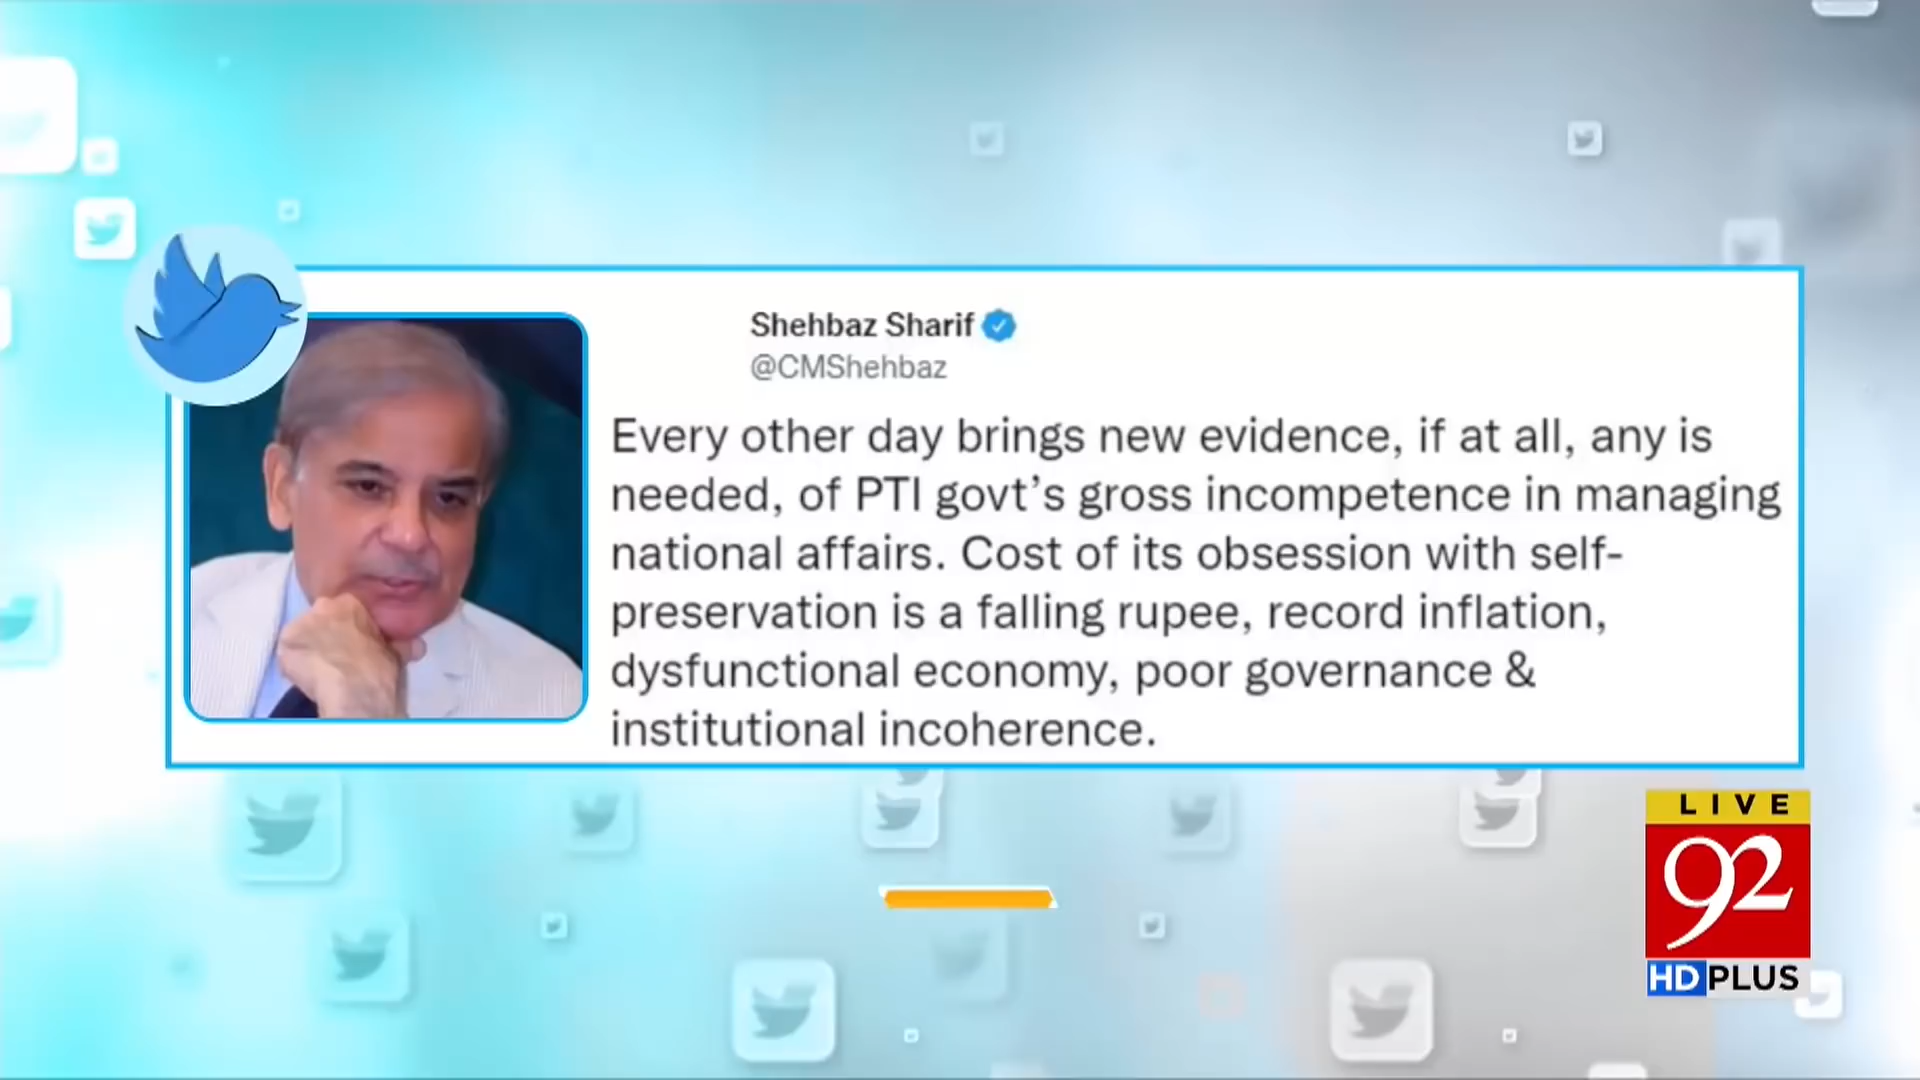 Shehbaz Sharif
@CMShehbaz
Every other day brings new evidence, if at all, any is
needed, of PTI govt’s gross incompetence in managing
national affairs. Cost of its obsession with self-
preservation is a falling rupee, record inflation,
dysfunctional economy, poor governance &
institutional incoherence.
LIVE
92
HD PLUS